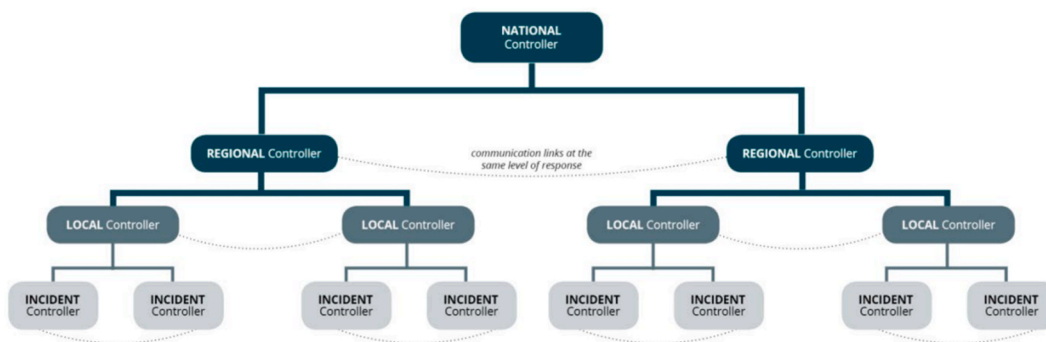 NATIONAL
Controller
REGIONAL Controller
communication links at the
same level of response
REGIONAL Controller
LOCAL Controller
LOCAL Controller
LOCAL Controller
LOCAL Controller
INCIDENT
Controller
INCIDENT
Controller
INCIDENT
Controller
INCIDENT
Controller
INCIDENT
Controller
INCIDENT
Controller
INCIDENT
Controller
INCIDENT
Controller